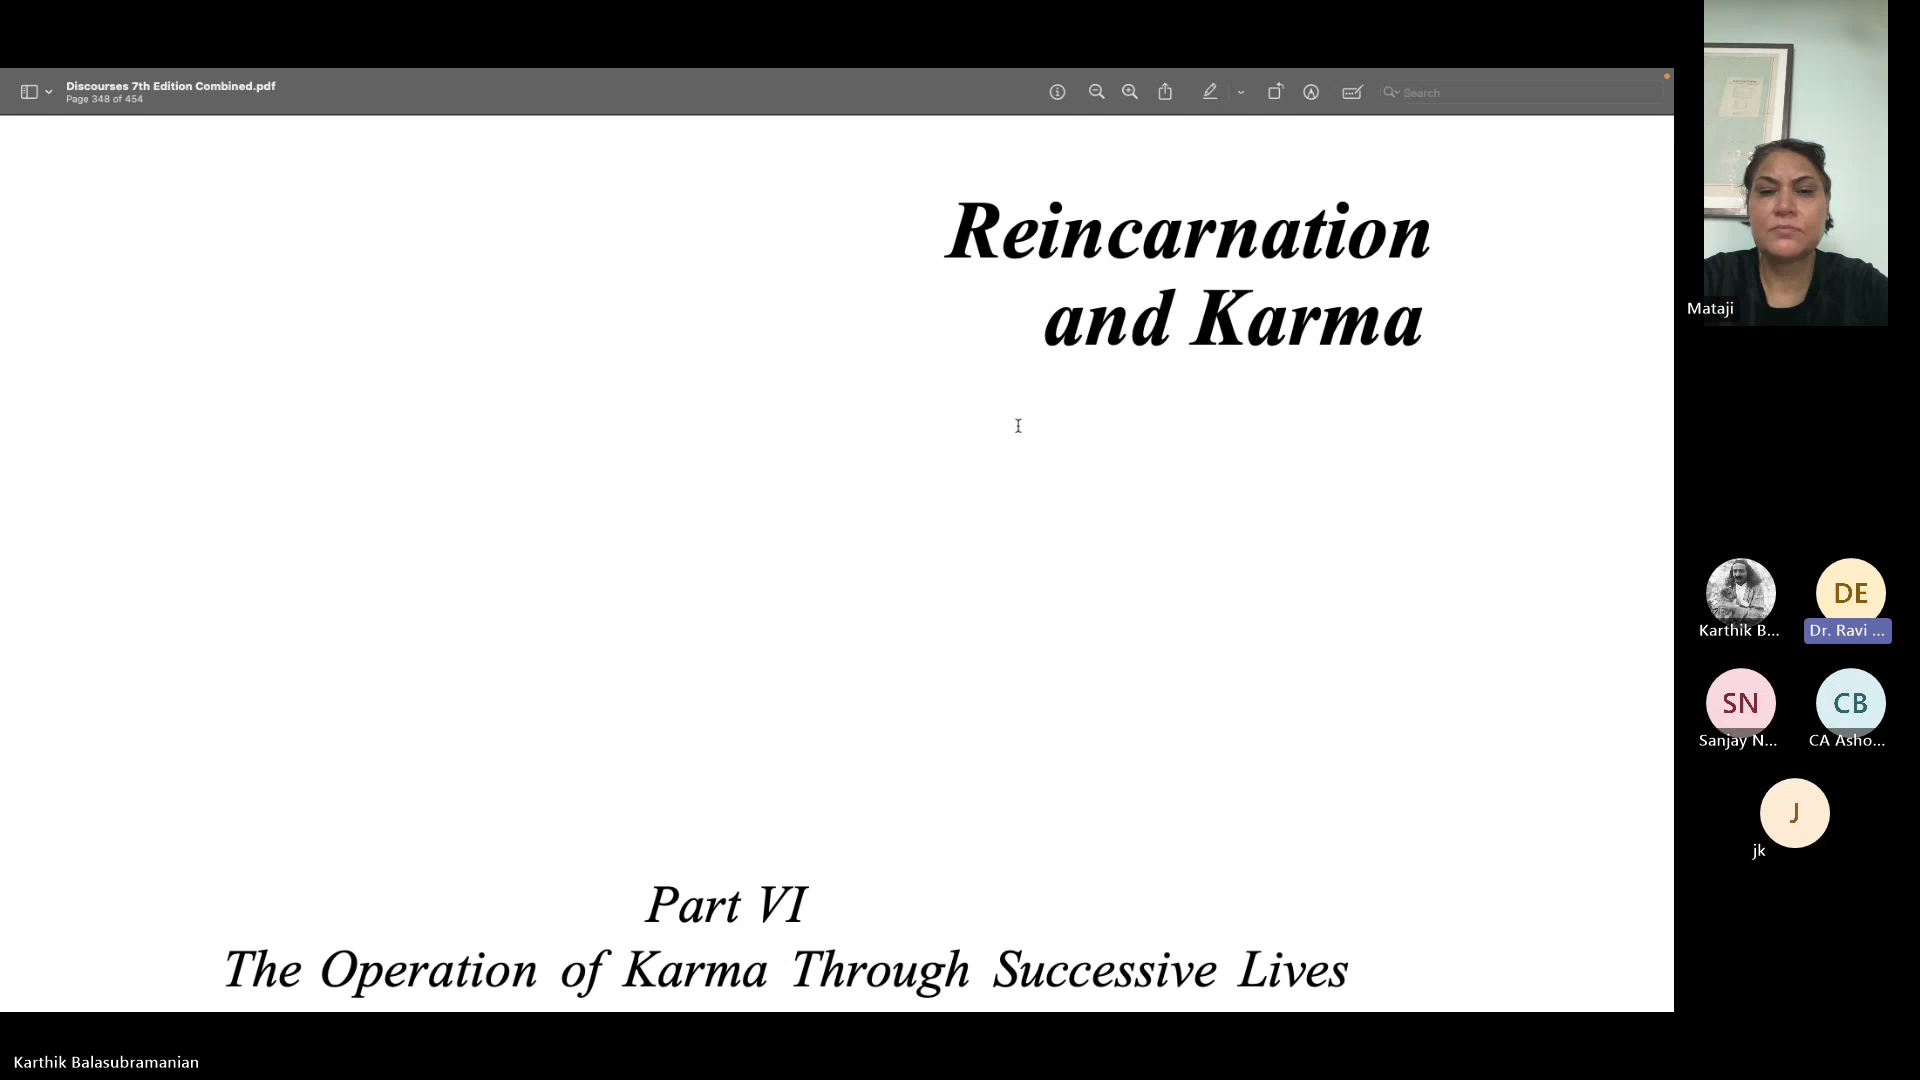 Discourses 7th Edition Combined.pdf
Page 348 of 454
Search
Reincarnation
and Karma
Part VI
The Operation of Karma Through Successive Lives
Mataji
Karthik B...
DE
Dr. Ravi ...
SN
Sanjay N...
CB
CA Asho...
J
jk
Karthik Balasubramanian